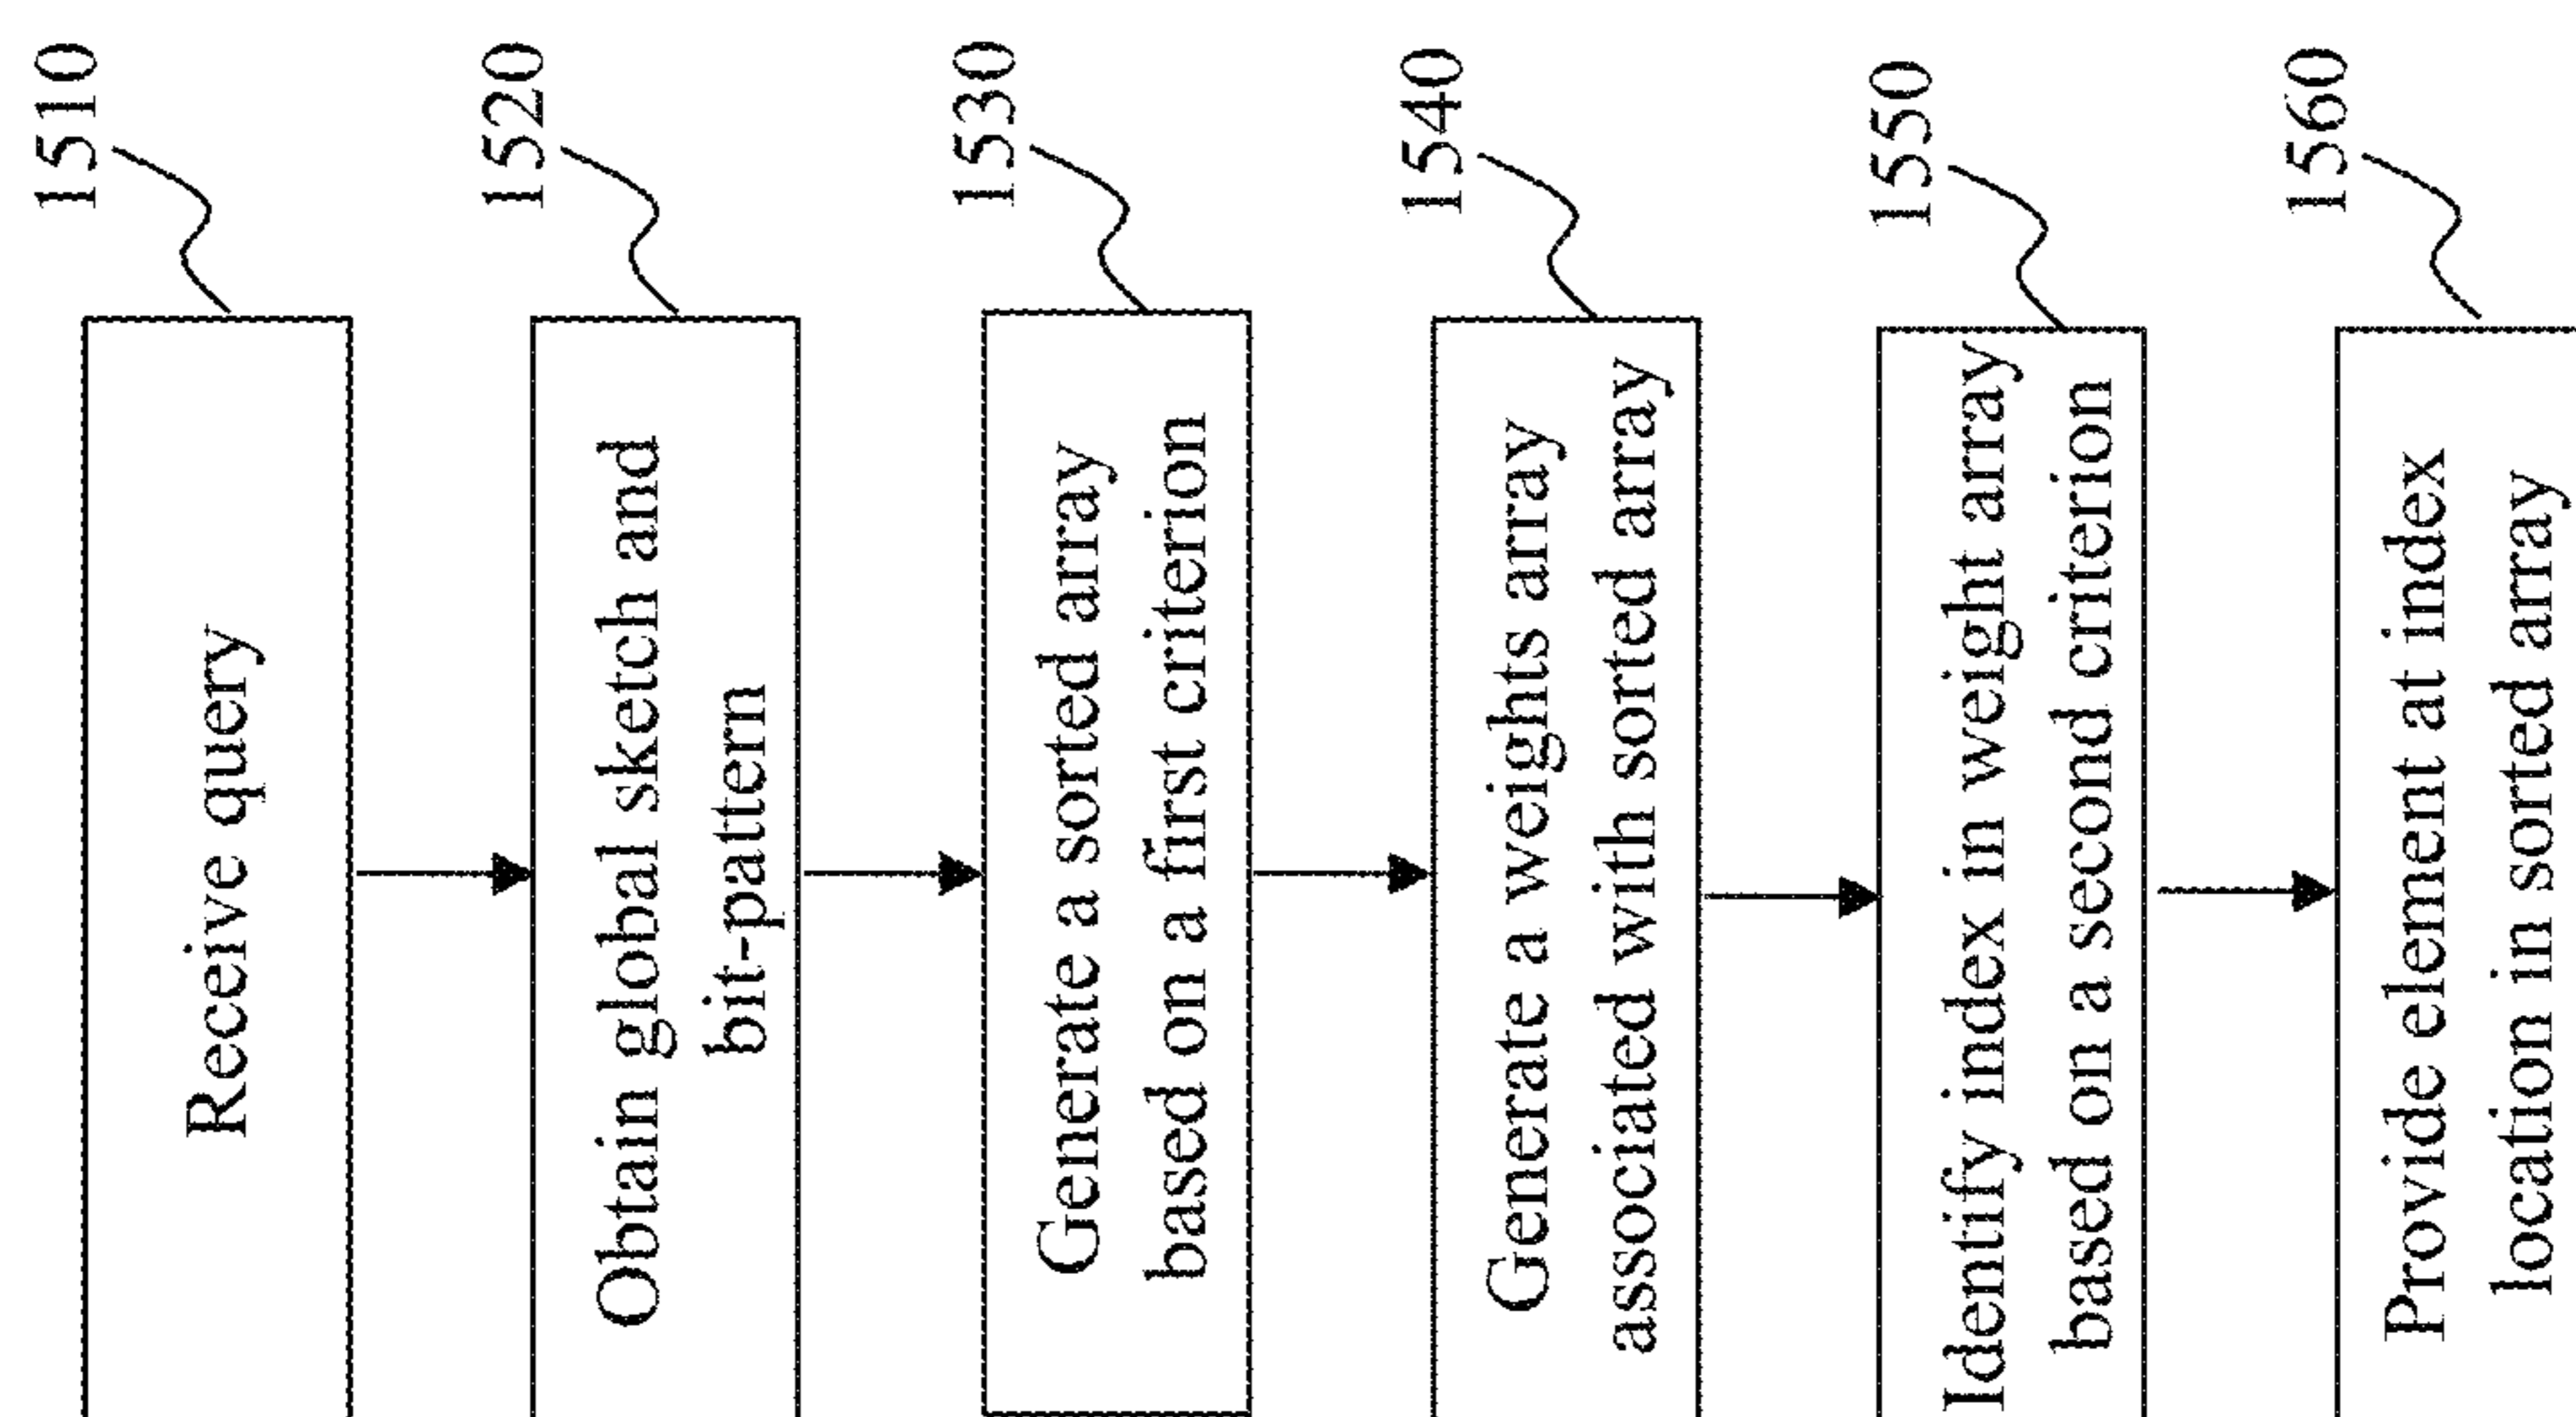 1510
Receive query
1520
Obtain global sketch and
bit-pattern
1530
Generate a sorted array
based on a first criterion
1540
Generate a weights array
associated with sorted array
1550
Identify index in weight array
based on a second criterion
1560
Provide element at index
location in sorted array